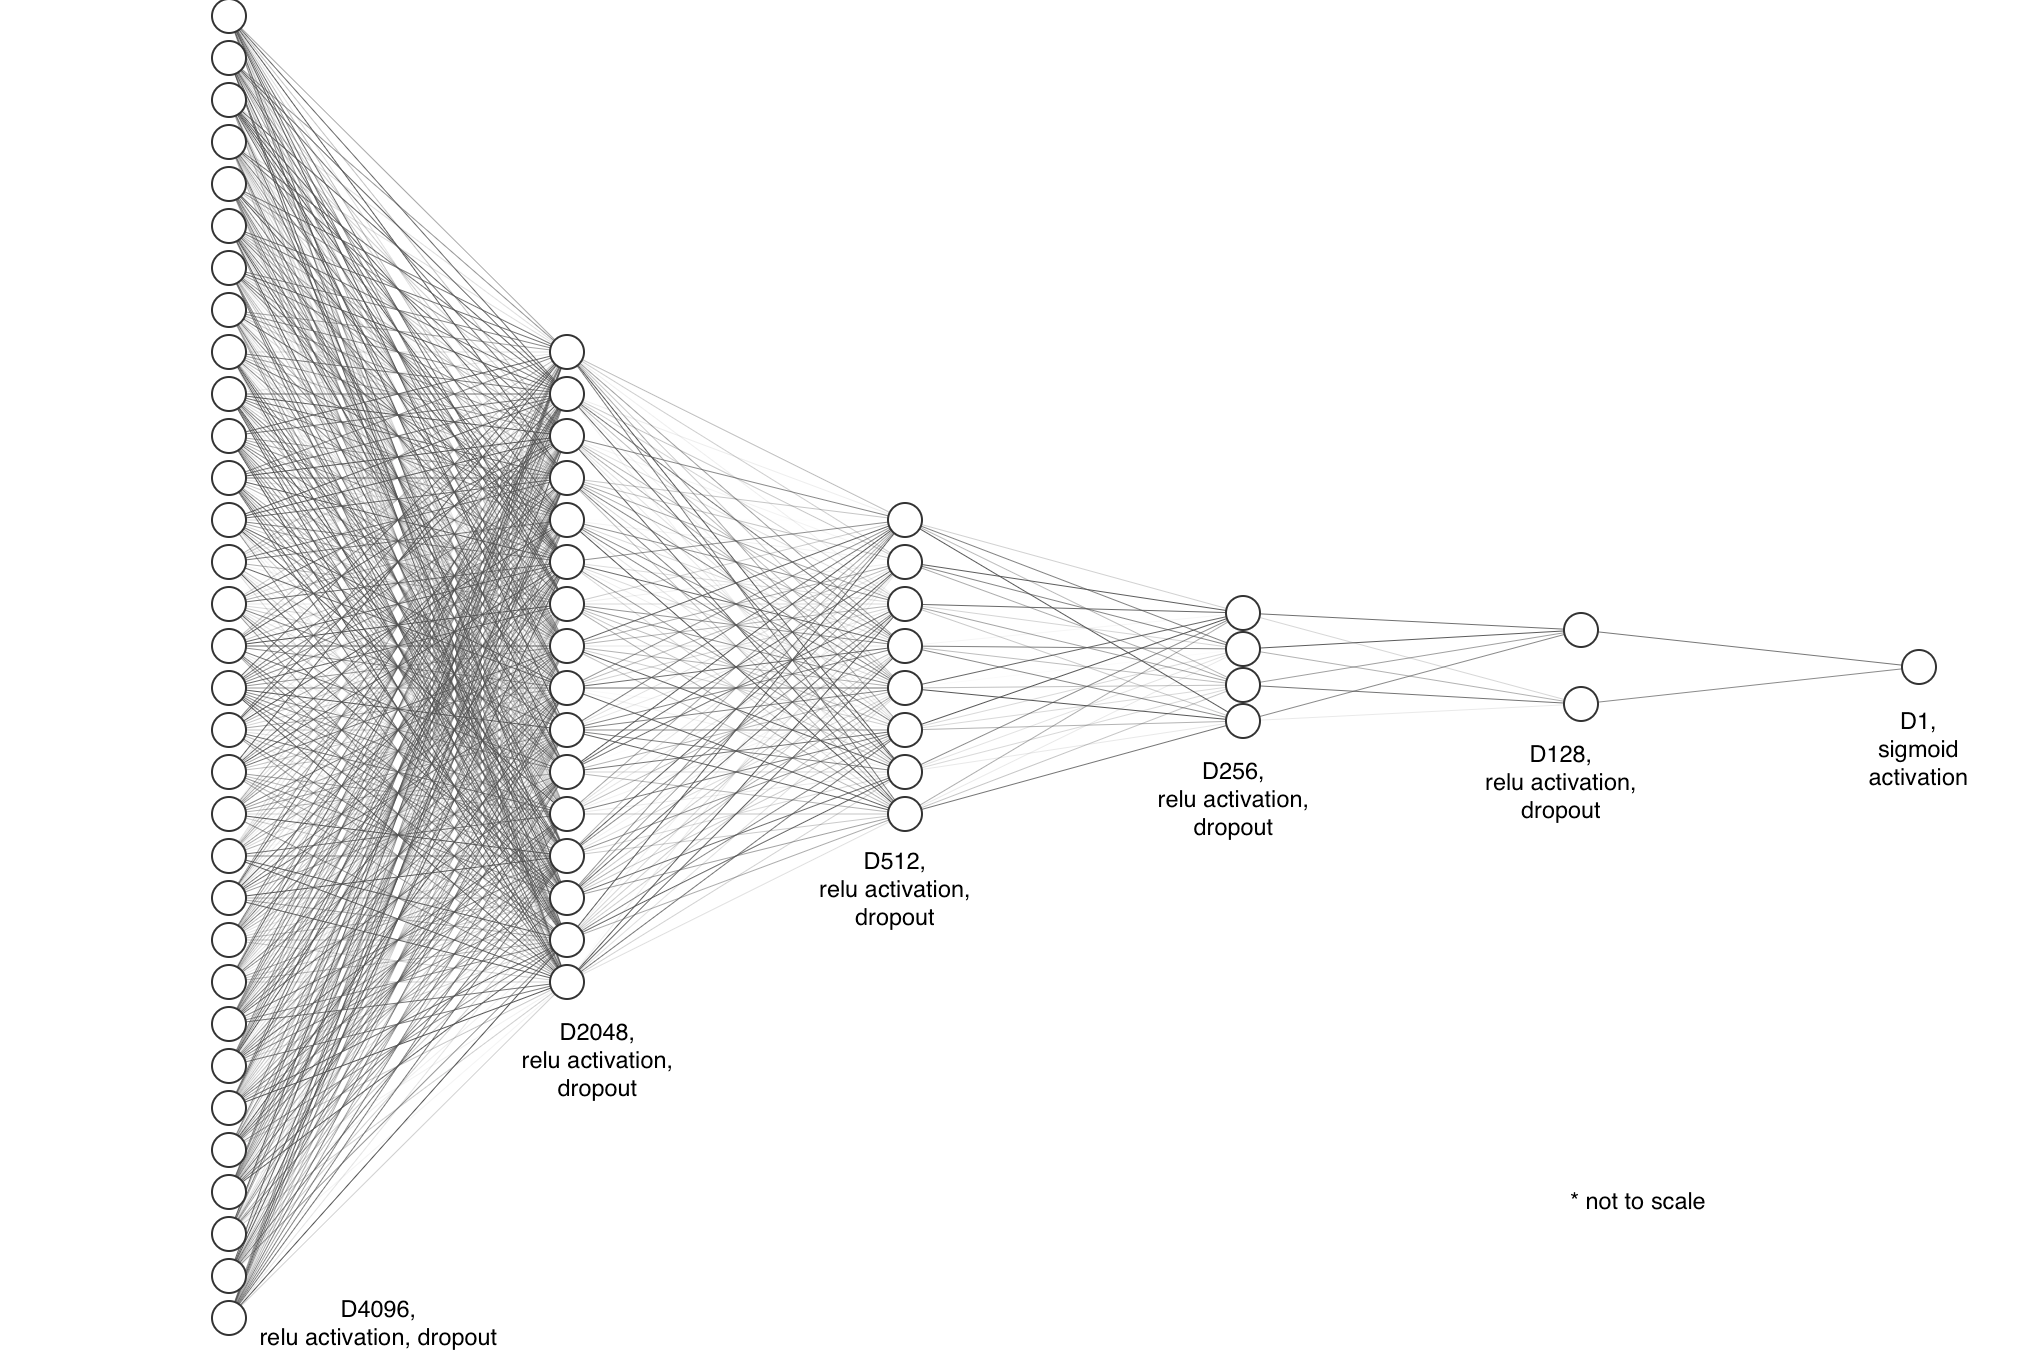 D1,
sigmoid
activation
D128,
relu activation,
dropout
D256,
relu activation,
dropout
D512,
relu activation,
dropout
D2048,
relu activation,
dropout
* not to scale
D4096,
relu activation, dropout